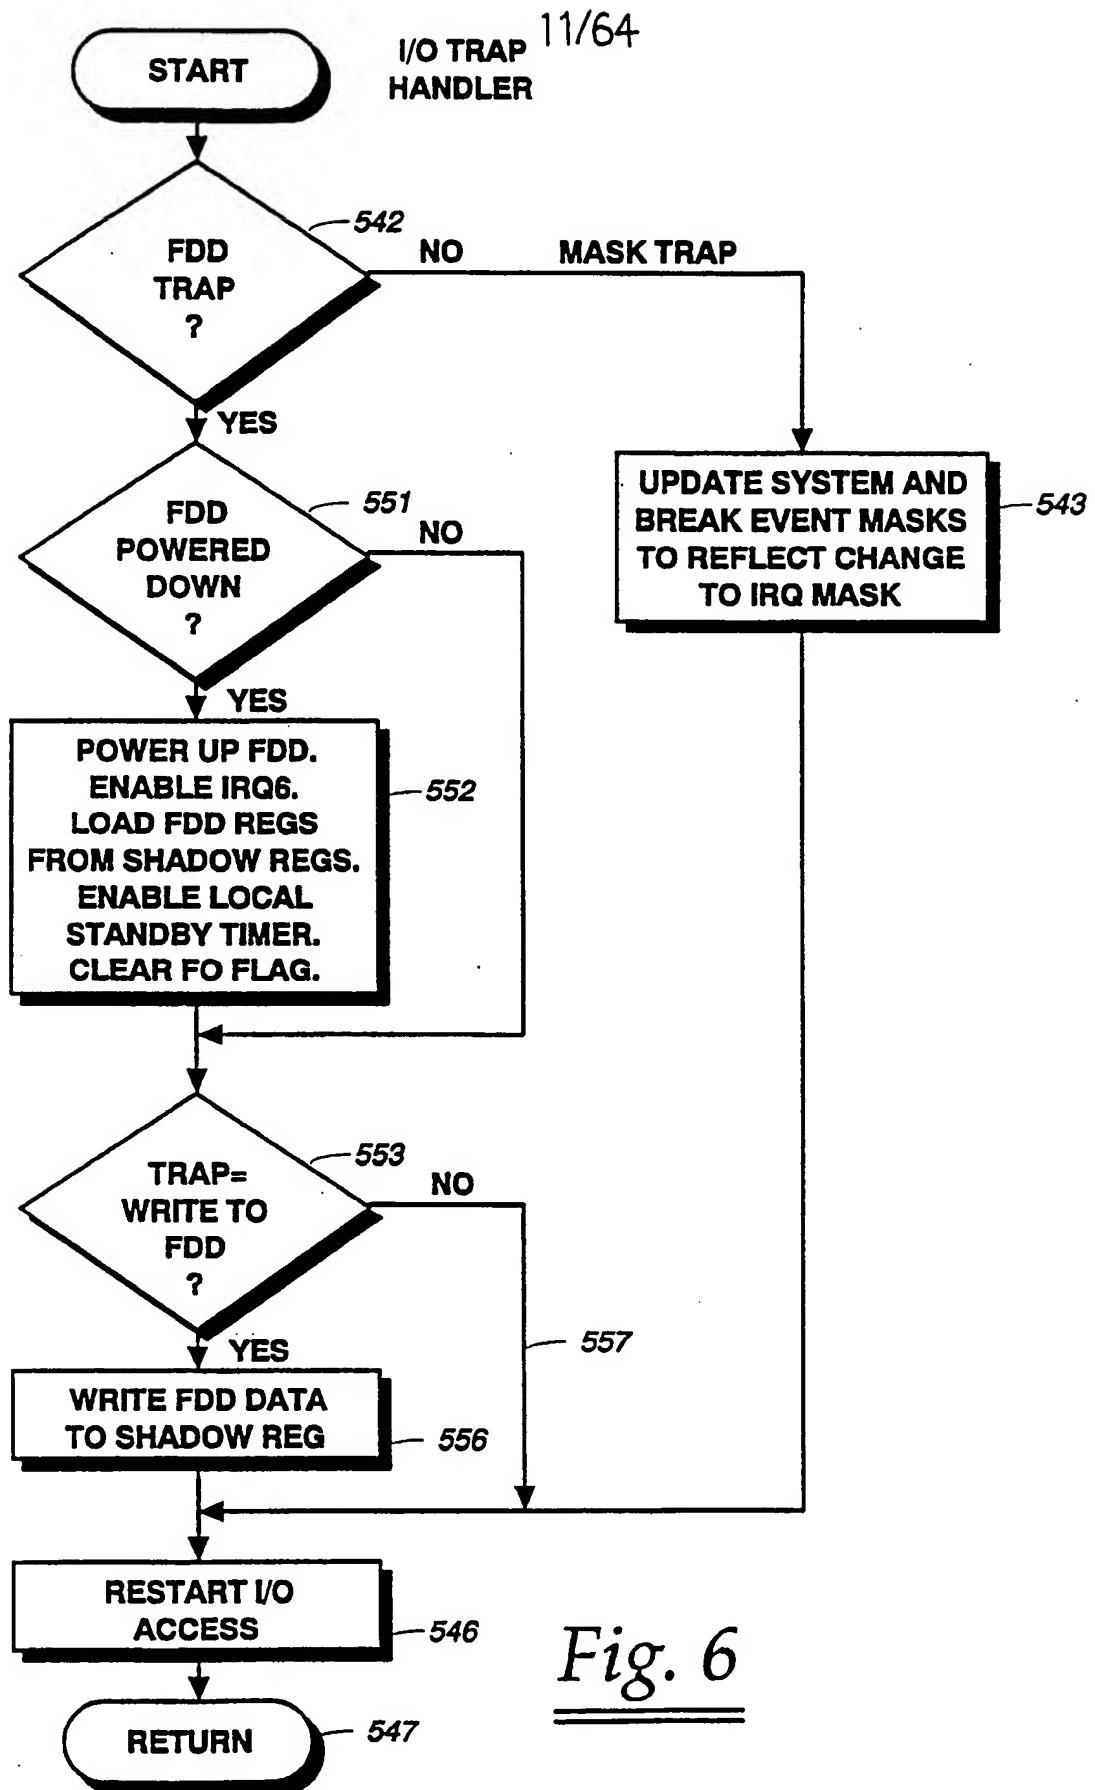 11/64
START
I/O TRAP
HANDLER
542
FDD
TRAP
?
NO
MASK TRAP
YES
551
FDD
POWERED
DOWN
?
NO
UPDATE SYSTEM AND
BREAK EVENT MASKS
TO REFLECT CHANGE
TO IRQ MASK
543
YES
POWER UP FDD.
ENABLE IRQ6.
LOAD FDD REGS
FROM SHADOW REGS.
ENABLE LOCAL
STANDBY TIMER.
CLEAR FO FLAG.
552
553
TRAP=
WRITE TO
FDD
?
NO
557
YES
WRITE FDD DATA
TO SHADOW REG
556
RESTART I/O
ACCESS
546
Fig. 6
RETURN
547